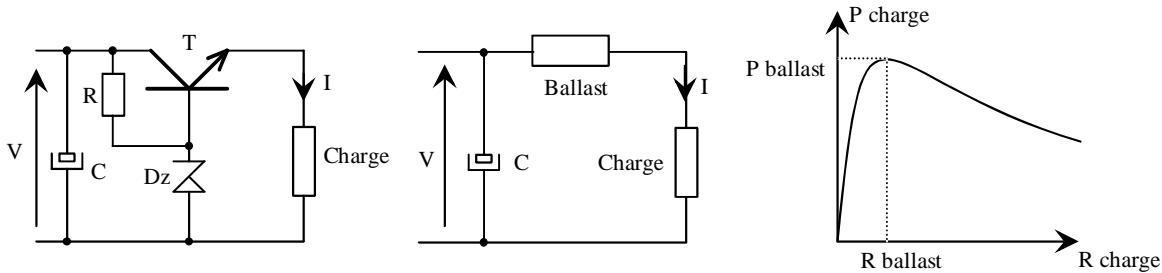 T
I
R
V
C
Dz
Charge
Ballast
I
V
C
Charge
P charge
P ballast
R ballast
R charge